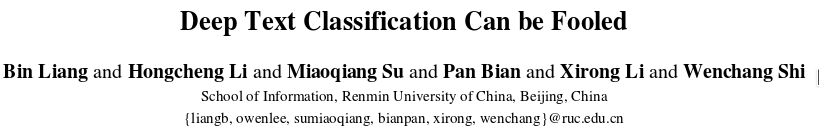 Deep Text Classification Can be Fooled
Bin Liang and Hongcheng Li and Miaoqiang Su and Pan Bian and Xirong Li and Wenchang Shi
School of Information, Renmin University of China, Beijing, China
{liangb, owenlee, sumiaoqiang, bianpan, xirong, wenchang}@ruc.edu.cn